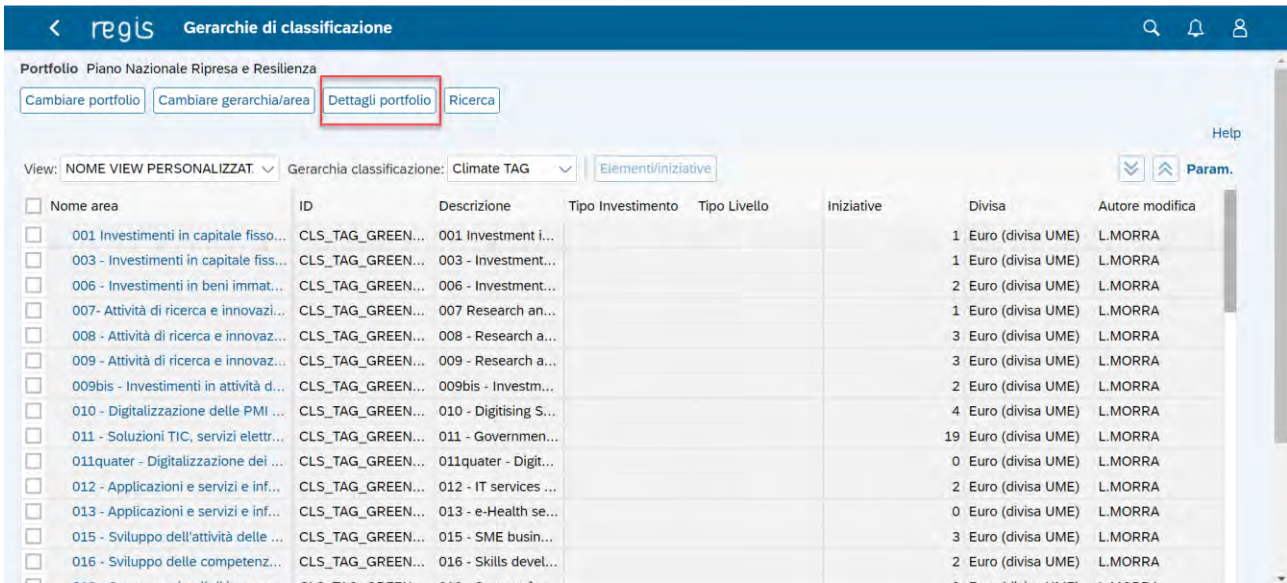 regis Gerarchie di classificazione
Portfolio Piano Nazionale Ripresa e Resilienza
Cambiare portfolio Cambiare gerarchia/area Dettagli portfolio Ricerca
Help
View: NOME VIEW PERSONALIZZAT. Gerarchia classificazione: Climate TAG Elementi/iniziative Param.
Nome area ID Descrizione Tipo Investimento Tipo Livello Iniziative Divisa Autore modifica
001 Investimenti in capitale fisso... CLS_TAG_GREEN... 001 Investment i... 1 Euro (divisa UME) L.MORRA
003 - Investimenti in capitale fiss... CLS_TAG_GREEN... 003 - Investment... 1 Euro (divisa UME) L.MORRA
006 - Investimenti in beni immat... CLS_TAG_GREEN... 006 - Investment... 2 Euro (divisa UME) L.MORRA
007- Attività di ricerca e innovazi... CLS_TAG_GREEN... 007 Research an... 1 Euro (divisa UME) L.MORRA
008 - Attività di ricerca e innovaz... CLS_TAG_GREEN... 008 - Research a... 3 Euro (divisa UME) L.MORRA
009 - Attività di ricerca e innovaz... CLS_TAG_GREEN... 009 - Research a... 3 Euro (divisa UME) L.MORRA
009bis - Investimenti in attività d... CLS_TAG_GREEN... 009bis - Investm... 2 Euro (divisa UME) L.MORRA
010 - Digitalizzazione delle PMI ... CLS_TAG_GREEN... 010 - Digitising S... 4 Euro (divisa UME) L.MORRA
011 - Soluzioni TIC, servizi elettr... CLS_TAG_GREEN... 011 - Governmen... 19 Euro (divisa UME) L.MORRA
011quater - Digitalizzazione dei ... CLS_TAG_GREEN... 011quater - Digit... 0 Euro (divisa UME) L.MORRA
012 - Applicazioni e servizi e inf... CLS_TAG_GREEN... 012 - IT services ... 2 Euro (divisa UME) L.MORRA
013 - Applicazioni e servizi e inf... CLS_TAG_GREEN... 013 - e-Health se... 0 Euro (divisa UME) L.MORRA
015 - Sviluppo dell'attività delle ... CLS_TAG_GREEN... 015 - SME busin... 3 Euro (divisa UME) L.MORRA
016 - Sviluppo delle competenz... CLS_TAG_GREEN... 016 - Skills devel... 2 Euro (divisa UME) L.MORRA